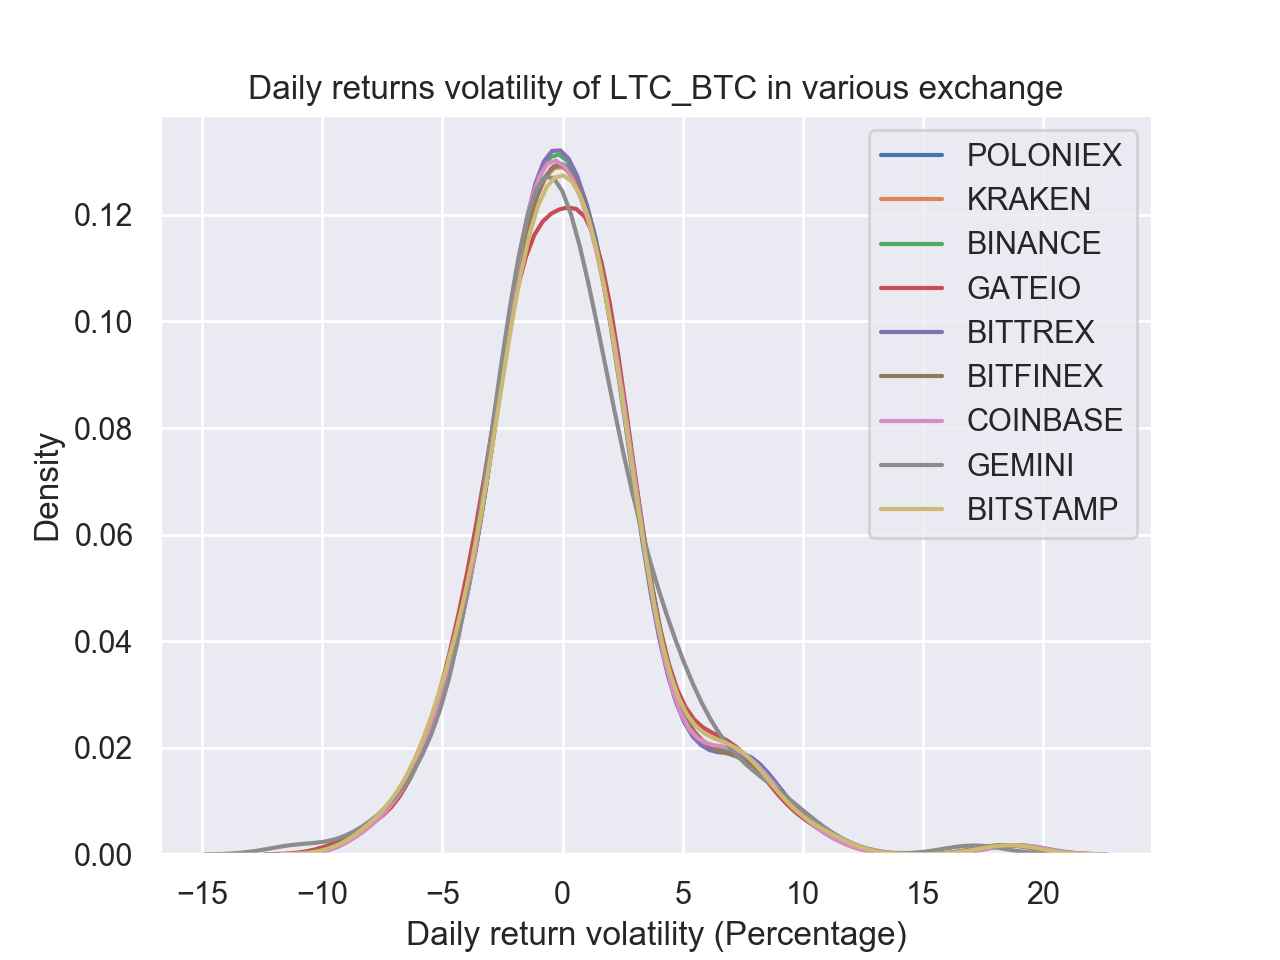 Daily returns volatility of LTC_BTC in various exchange
POLONIEX
KRAKEN
BINANCE
GATEIO
BITTREX
BITFINEX
COINBASE
GEMINI
BITSTAMP
Density
0.12
0.10
0.08
0.06
0.04
0.02
0.00
−15 −10 −5 0 5 10 15 20
Daily return volatility (Percentage)